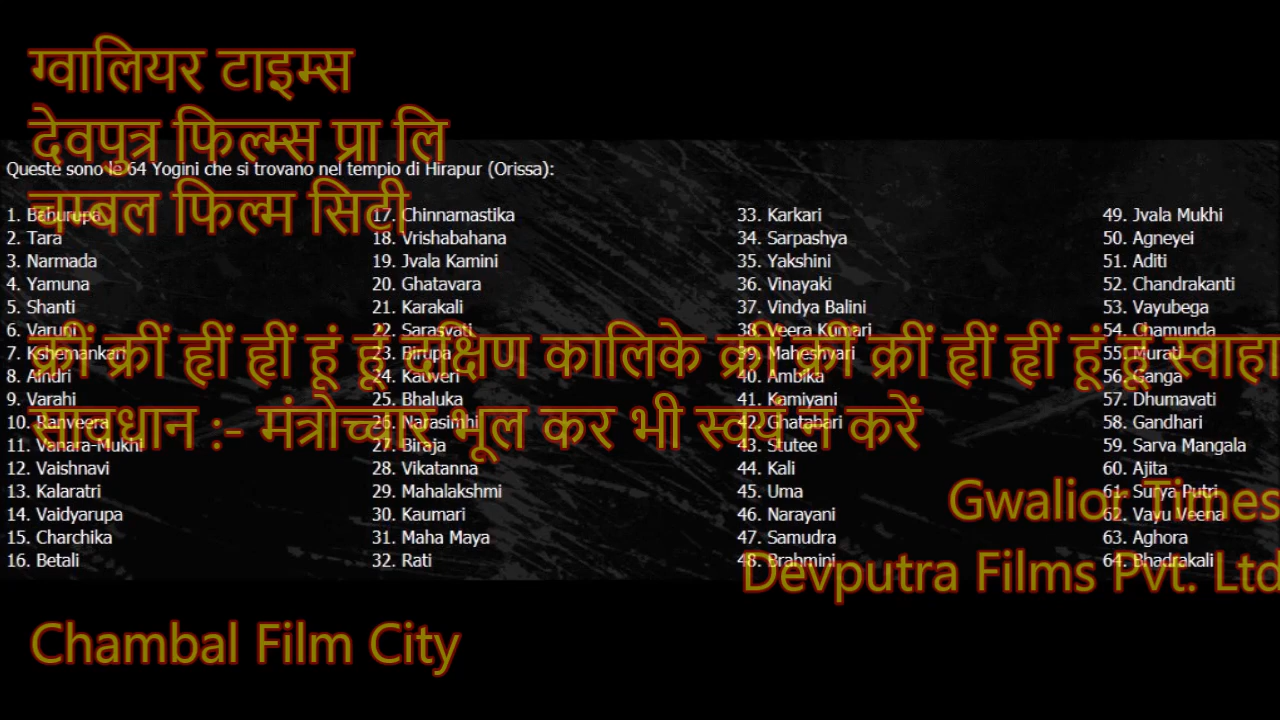 ग्वालियर टाइम्स
देवपुत्र फिल्म्स प्रा लि
Queste sono le 64 Yogini che si trovano nel tempio di Hirapur (Orissa):
चम्बल फिल्म सिटी
1. Bahurupa
2. Tara
3. Narmada
4. Yamuna
5. Shanti
6. Varuni
7. Kshemankari
8. Aindri
9. Varahi
10. Ranveera
11. Vanara-Mukhi
12. Vaishnavi
13. Kalaratri
14. Vaidyarupa
15. Charchika
16. Betali
17. Chinnamastika
18. Vrishabahana
19. Jvala Kamini
20. Ghatavara
21. Karakali
22. Sarasvati
23. Birupa
24. Kauveri
25. Bhaluka
26. Narasimhi
27. Biraja
28. Vikatanna
29. Mahalakshmi
30. Kaumari
31. Maha Maya
32. Rati
33. Karkari
34. Sarpashya
35. Yakshini
36. Vinayaki
37. Vindya Balini
38. Veera Kumari
39. Maheshvari
40. Ambika
41. Kamiyani
42. Ghatabari
43. Stutee
44. Kali
45. Uma
46. Narayani
47. Samudra
48. Brahmini
49. Jvala Mukhi
50. Agneyei
51. Aditi
52. Chandrakanti
53. Vayubega
54. Chamunda
55. Murati
56. Ganga
57. Dhumavati
58. Gandhari
59. Sarva Mangala
60. Ajita
61. Surya Putri
62. Vayu Veena
63. Aghora
64. Bhadrakali
क्रीं क्रीं ह्रीं ह्रीं हूं हूं दक्षिण कालिके क्रीं क्रीं क्रीं ह्रीं ह्रीं हूं हूं स्वाहा
सावधान :- मंत्रोच्चार भूल कर भी स्वयं न करें
Gwalior Times
Devputra Films Pvt. Ltd
Chambal Film City